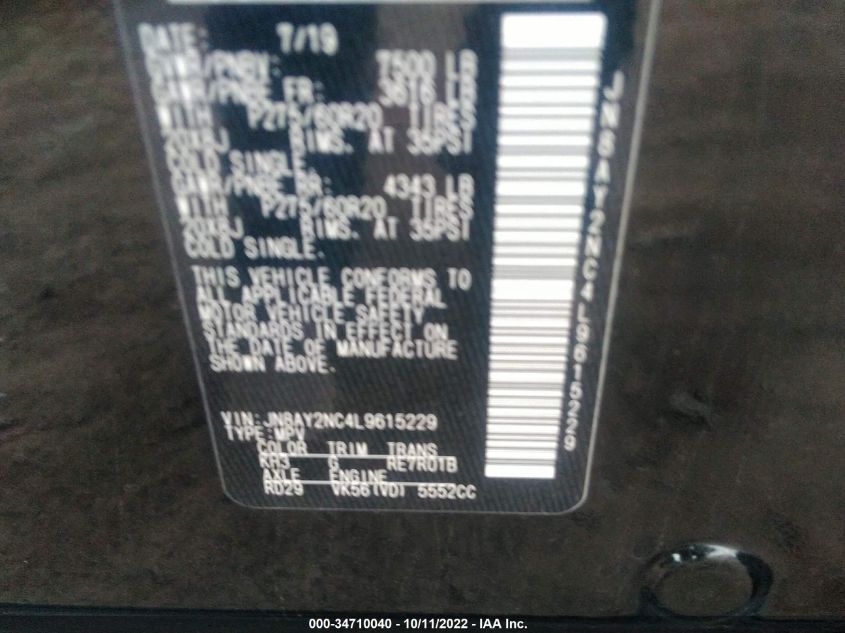 DATE: 7/19
GVWR/PNBV: 7500 LB
GAWR/PNBE FR: 3616 LB
WITH P275/60R20 TIRES
20X8J RIMS. AT 35PSI
COLD SINGLE.
GAWR/PNBE RR: 4343 LB
WITH P275/60R20 TIRES
20X8J RIMS. AT 35PSI
COLD SINGLE.
THIS VEHICLE CONFORMS TO
ALL APPLICABLE FEDERAL
MOTOR VEHICLE SAFETY
STANDARDS IN EFFECT ON
THE DATE OF MANUFACTURE
SHOWN ABOVE.
VIN:JN8AY2NC4L9615229
TYPE:MPV
COLOR TRIM TRANS
KH3 G RE7R01B
AXLE ENGINE
RD29 VK56(VD) 5552CC
JN8AY2NC4L9615229
000-34710040 - 10/11/2022 - IAA Inc.